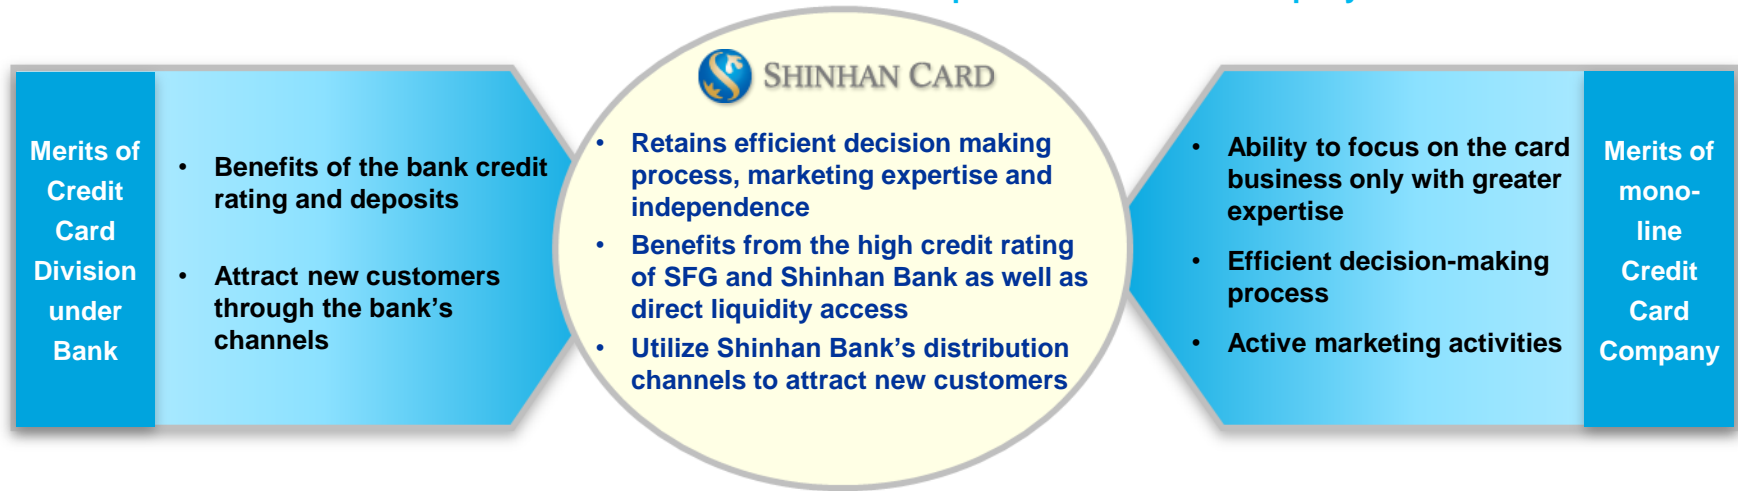 Merits of
Credit
Card
Division
under
Bank
• Benefits of the bank credit
rating and deposits
• Attract new customers
through the bank's
channels
SHINHAN CARD
• Retains efficient decision making
process, marketing expertise and
independence
• Benefits from the high credit rating
of SFG and Shinhan Bank as well as
direct liquidity access
• Utilize Shinhan Bank's distribution
channels to attract new customers
• Ability to focus on the card
business only with greater
expertise
• Efficient decision-making
process
• Active marketing activities
Merits of
mono-
line
Credit
Card
Company